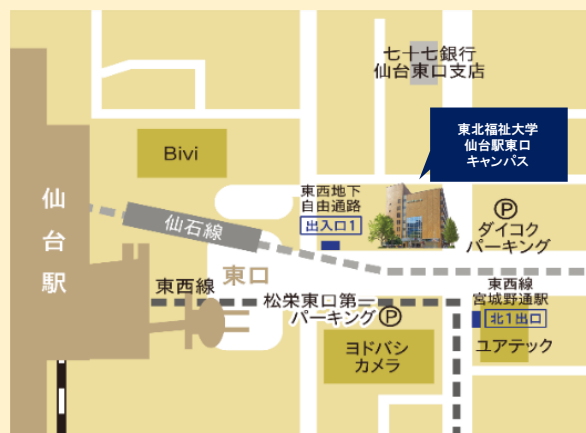 七十七銀行
仙台東口支店
東北福祉大学
仙台駅東口
キャンパス
Bivi
仙台駅
東西地下
自由通路
出入口1
P
ダイコク
パーキング
仙石線
東口
東西線
東西線
宮城野通駅
北1出口
松栄東口第一
パーキングP
ヨドバシ
カメラ
ユアテック